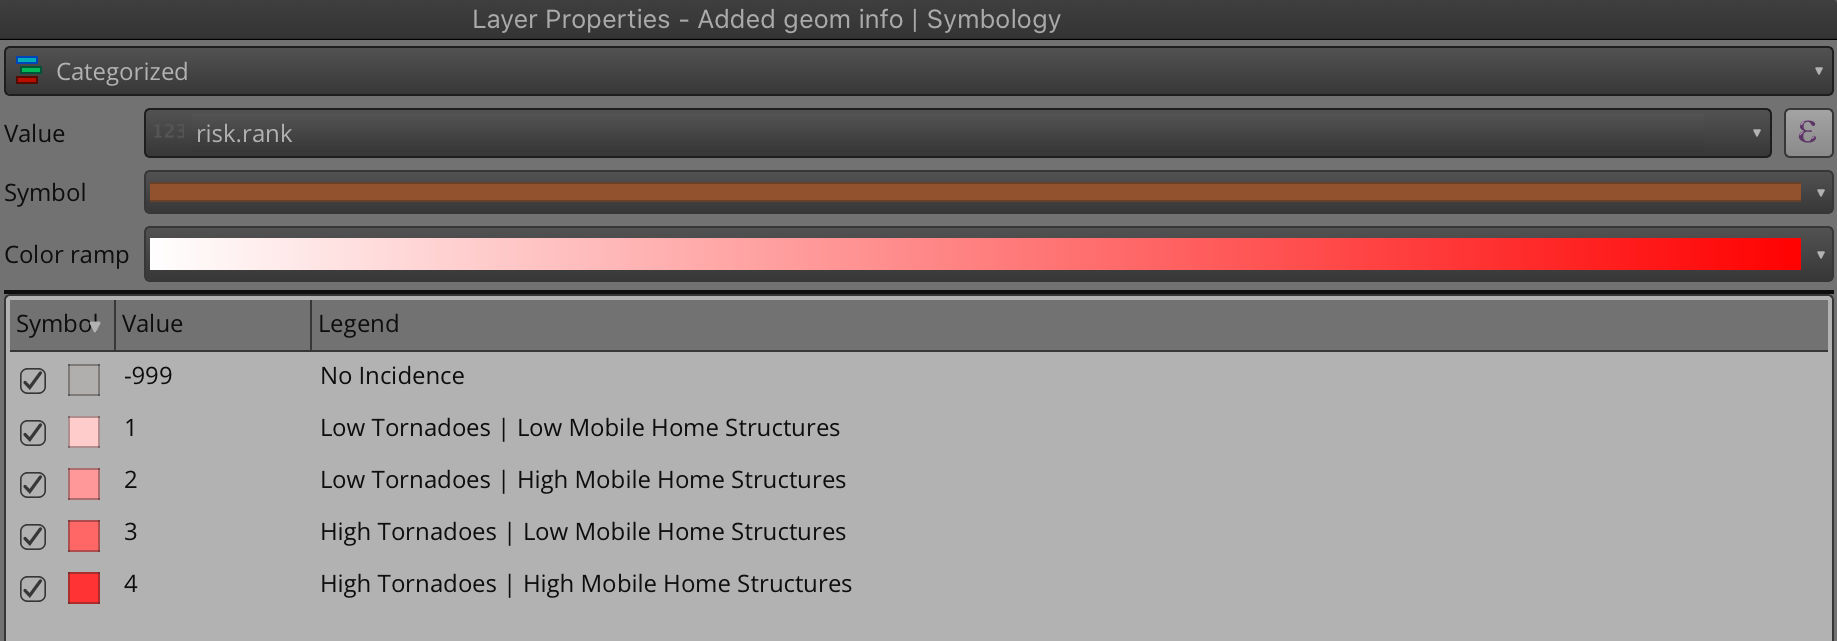 Layer Properties - Added geom info | Symbology
Categorized
Value 123 risk.rank ε
Symbol
Color ramp
Symbol Value Legend
-999 No Incidence
1 Low Tornadoes | Low Mobile Home Structures
2 Low Tornadoes | High Mobile Home Structures
3 High Tornadoes | Low Mobile Home Structures
4 High Tornadoes | High Mobile Home Structures